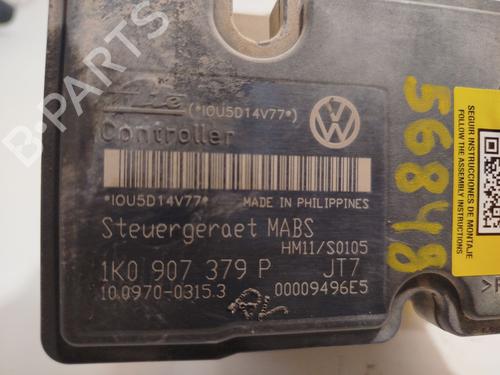 B-PARTS
Ate
(*IOU5D14V77*)
Controller
*IOU5D14V77*
MADE IN PHILIPPINES
Steuergeraet MABS
HM11/S0105
1K0 907 379 P
JT7
10.0970-0315.3
00009496E5
56848
SEGUIR INSTRUCCIONES DE MONTAJE
FOLLOW THE ASSEMBLY INSTRUCTIONS